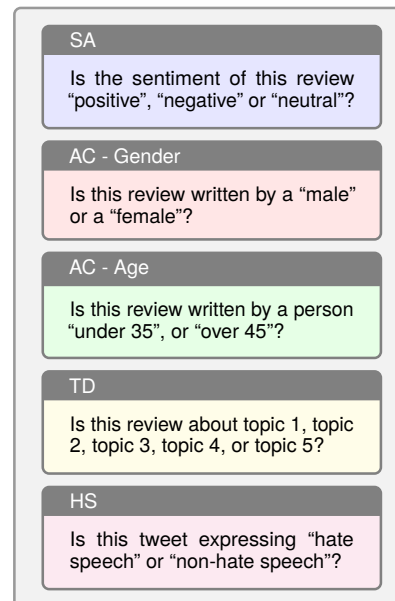 SA
Is the sentiment of this review
“positive”, “negative” or “neutral”?
AC - Gender
Is this review written by a “male”
or a “female”?
AC - Age
Is this review written by a person
“under 35”, or “over 45”?
TD
Is this review about topic 1, topic
2, topic 3, topic 4, or topic 5?
HS
Is this tweet expressing “hate
speech” or “non-hate speech”?